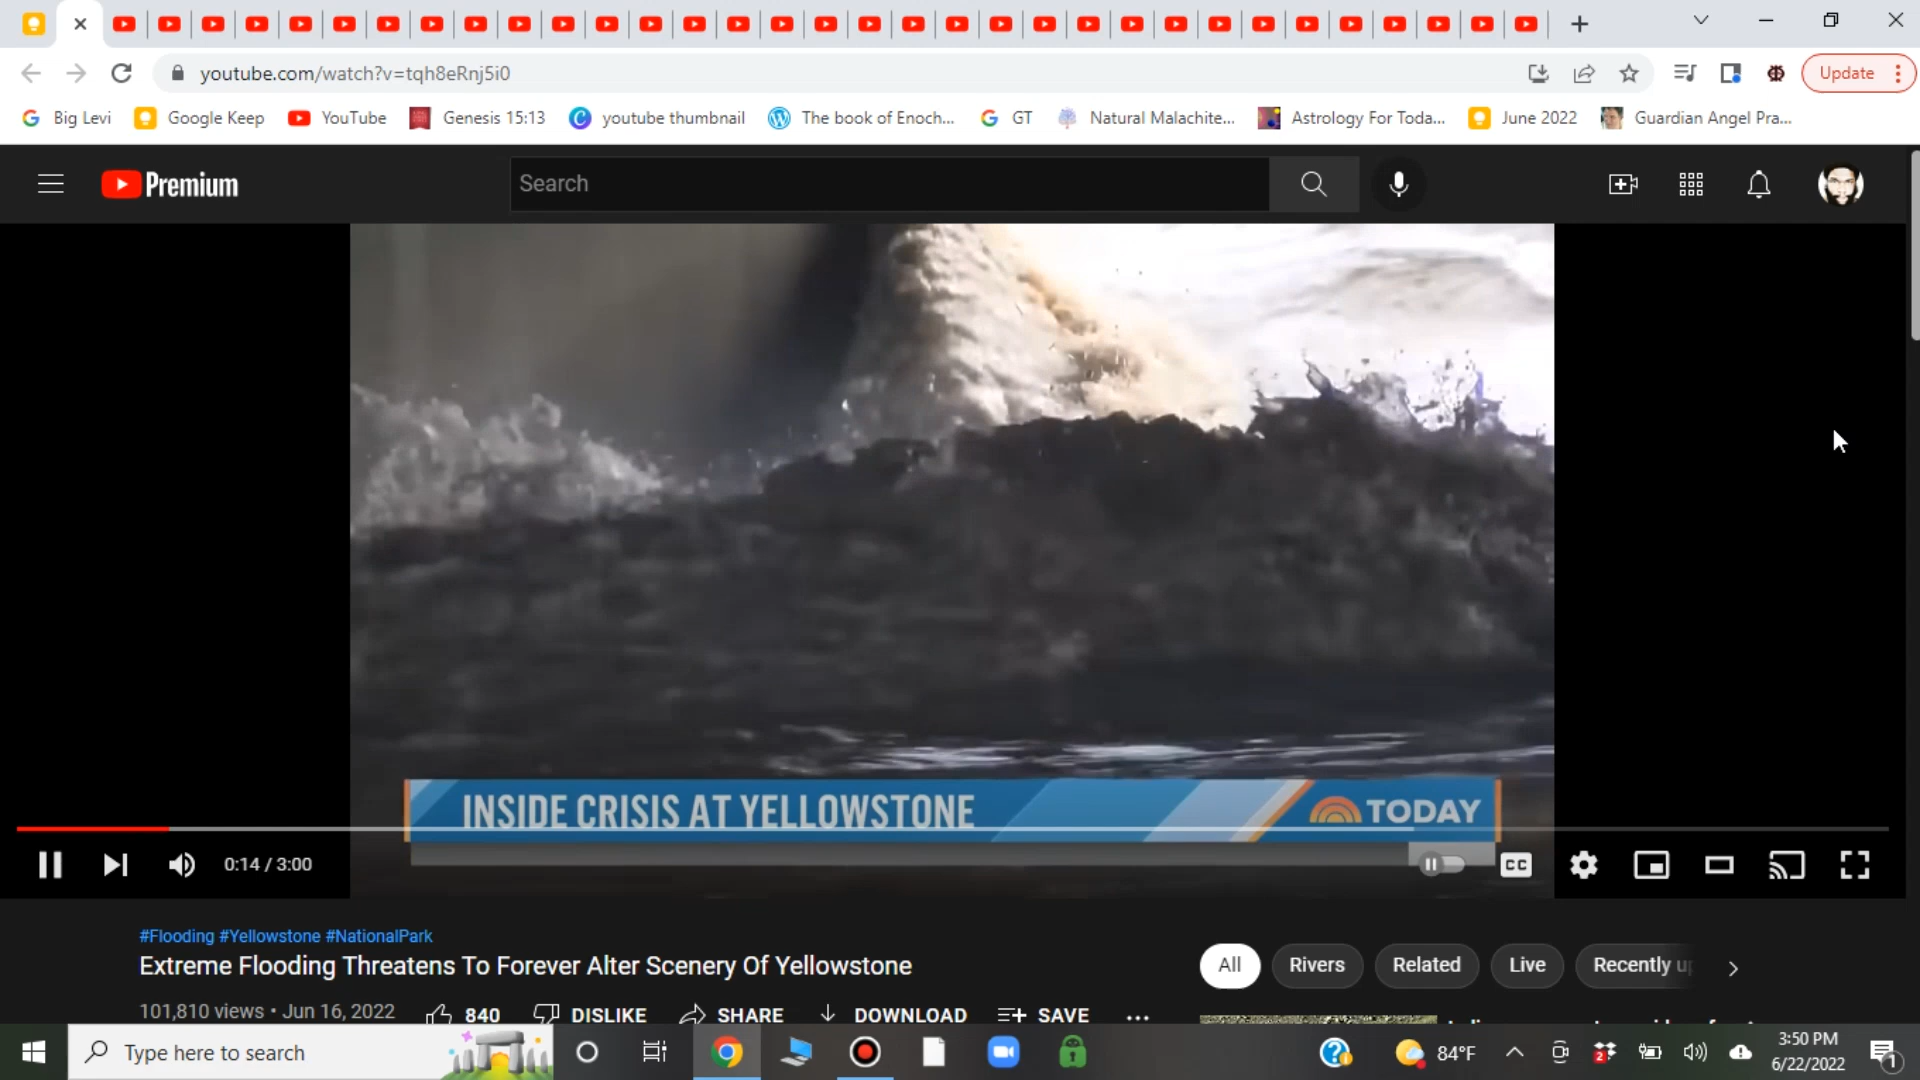 youtube.com/watch?v=tqh8eRnj5i0
Update
Big Levi
Google Keep
YouTube
Genesis 15:13
youtube thumbnail
The book of Enoch...
GT
Natural Malachite...
Astrology For Toda...
June 2022
Guardian Angel Pra...
Premium
Search
INSIDE CRISIS AT YELLOWSTONE
TODAY
0:14 / 3:00
CC
#Flooding #Yellowstone #NationalPark
Extreme Flooding Threatens To Forever Alter Scenery Of Yellowstone
All
Rivers
Related
Live
Recently
101,810 views • Jun 16, 2022
840
DISLIKE
SHARE
DOWNLOAD
SAVE
Type here to search
2
84°F
3:50 PM
6/22/2022
1